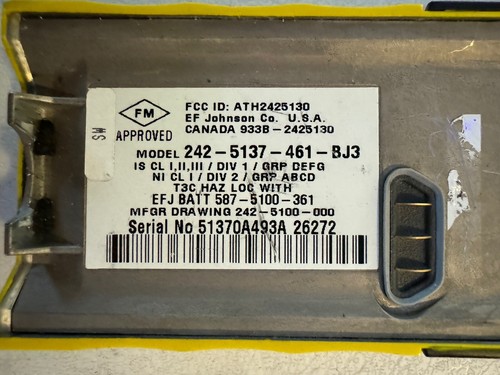 FM
SW
APPROVED
FCC ID: ATH2425130
EF Johnson Co. U.S.A.
CANADA 933B-2425130
MODEL 242-5137-461-BJ3
IS CL I,II,III / DIV 1 / GRP DEFG
NI CL I / DIV 2 / GRP ABCD
T3C HAZ LOC WITH
EFJ BATT 587-5100-361
MFGR DRAWING 242-5100-000
Serial No 51370A493A 26272